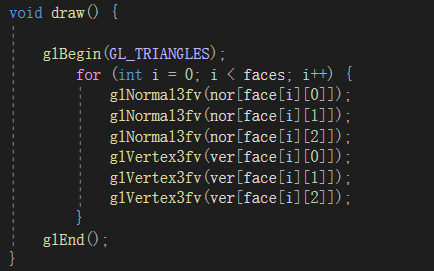 void draw() {
glBegin(GL_TRIANGLES);
for (int i = 0; i < faces; i++) {
glNormal3fv(nor[face[i][0]]);
glNormal3fv(nor[face[i][1]]);
glNormal3fv(nor[face[i][2]]);
glVertex3fv(ver[face[i][0]]);
glVertex3fv(ver[face[i][1]]);
glVertex3fv(ver[face[i][2]]);
}
glEnd();
}